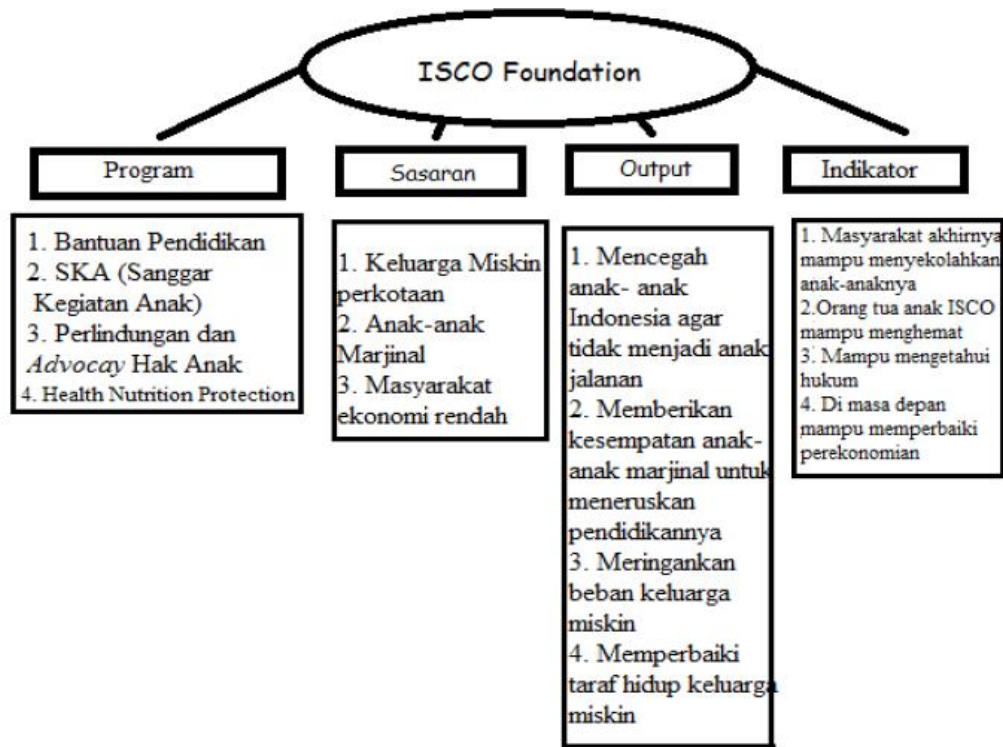 ISCO Foundation
Program
1. Bantuan Pendidikan
2. SKA (Sanggar
Kegiatan Anak)
3. Perlindungan dan
Advocay Hak Anak
4. Health Nutrition Protection
Sasaran
1. Keluarga Miskin
perkotaan
2. Anak-anak
Marjinal
3. Masyarakat
ekonomi rendah
Output
1. Mencegah
anak- anak
Indonesia agar
tidak menjadi anak
jalanan
2. Memberikan
kesempatan anak-
anak marjinal untuk
meneruskan
pendidikannya
3. Meringankan
beban keluarga
miskin
4. Memperbaiki
taraf hidup keluarga
miskin
Indikator
1. Masyarakat akhirnya
mampu menyekolahkan
anak-anaknya
2.Orang tua anak ISCO
mampu menghemat
3. Mampu mengetahui
hukum
4. Di masa depan
mampu memperbaiki
perekonomian